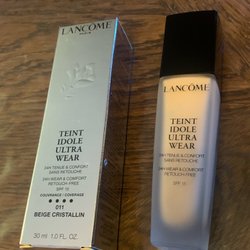 LANCÔME
PARIS
TEINT
IDOLE
ULTRA
WEAR
24H TENUE & CONFORT
SANS RETOUCHE
24H WEAR & COMFORT
RETOUCH-FREE
SPF 15
COUVRANCE / COVERAGE
011
BEIGE CRISTALLIN
30 ml 1.0 FL. OZ.
LANCÔME
TEINT
IDOLE
ULTRA
WEAR
24H TENUE & CONFORT
SANS RETOUCHE
24H WEAR & COMFORT
RETOUCH-FREE
SPF 15